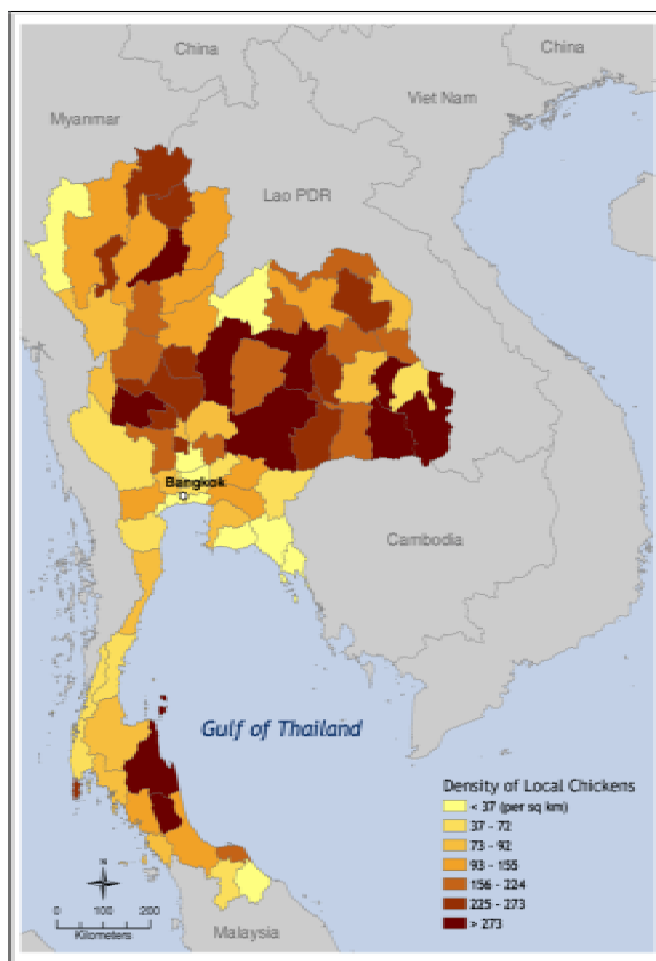 China
China
Viet Nam
Myanmar
Lao PDR
Bangkok
Cambodia
Gulf of Thailand
Density of Local Chickens
< 37 (per sq km)
37 - 72
73 - 92
93 - 155
156 - 224
225 - 273
> 273
N
0 100 200
Kilometers
Malaysia